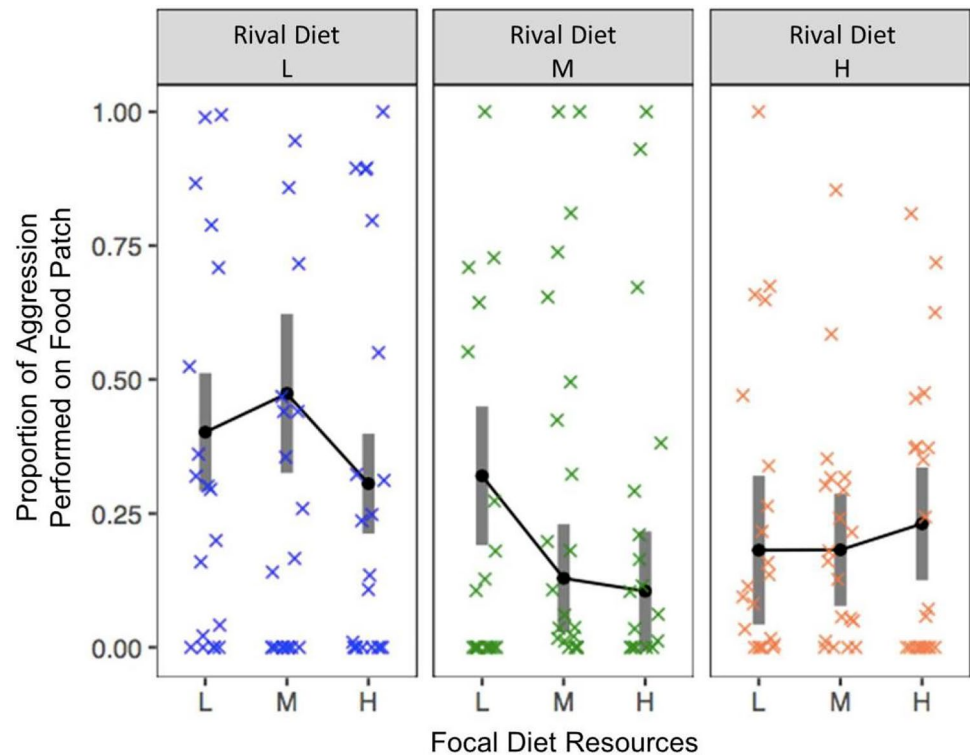 Rival Diet
L
Rival Diet
M
Rival Diet
H
Proportion of Aggression
Performed on Food Patch
1.00
0.75
0.50
0.25
0.00
L M H
L M H
L M H
Focal Diet Resources